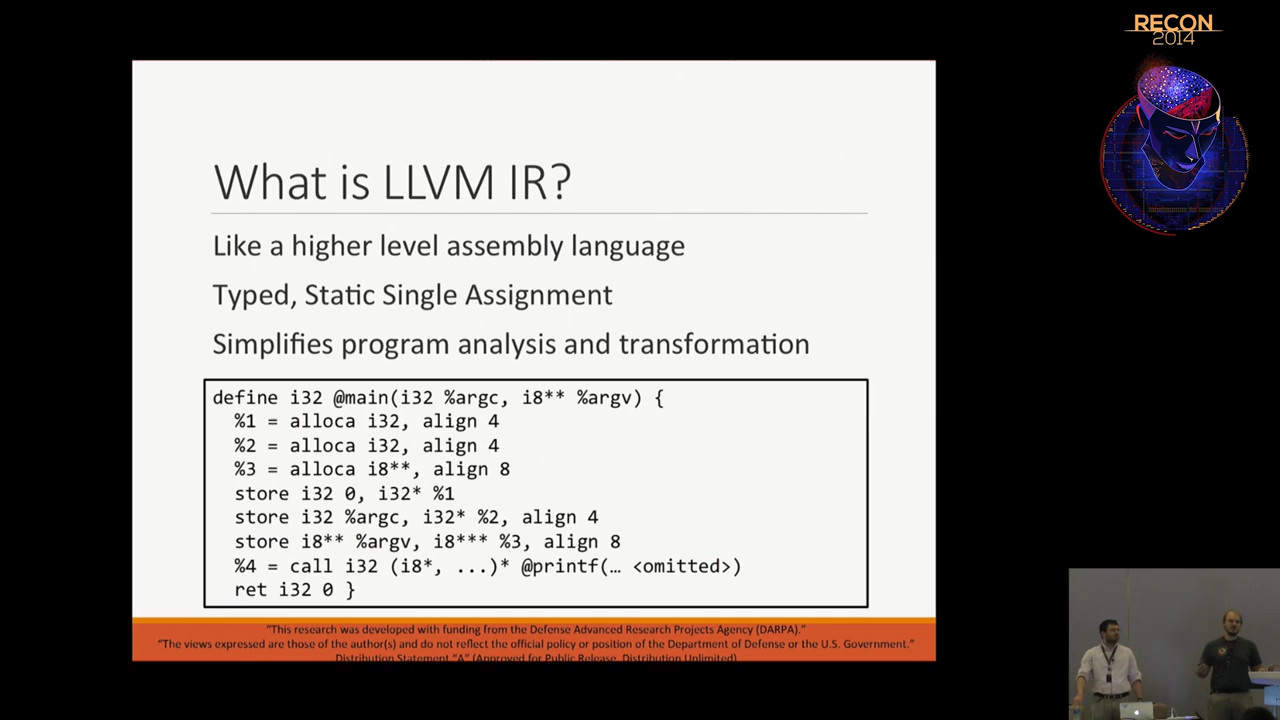 RECON
2014
What is LLVM IR?
Like a higher level assembly language
Typed, Static Single Assignment
Simplifies program analysis and transformation
define i32 @main(i32 %argc, i8** %argv) {
%1 = alloca i32, align 4
%2 = alloca i32, align 4
%3 = alloca i8**, align 8
store i32 0, i32* %1
store i32 %argc, i32* %2, align 4
store i8** %argv, i8*** %3, align 8
%4 = call i32 (i8*, ...)* @printf(… <omitted>)
ret i32 0 }
"This research was developed with funding from the Defense Advanced Research Projects Agency (DARPA)."
"The views expressed are those of the author(s) and do not reflect the official policy or position of the Department of Defense or the U.S. Government."
Distribution Statement "A" (Approved for Public Release, Distribution Unlimited)